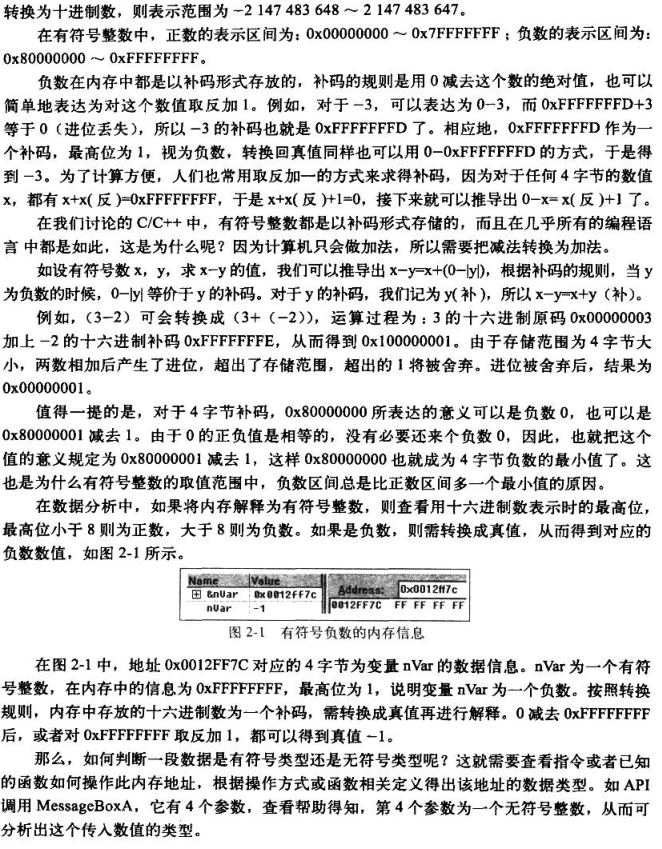 转换为十进制数，则表示范围为 −2 147 483 648 ～ 2 147 483 647。
在有符号整数中，正数的表示区间为：0x00000000 ～ 0x7FFFFFFF；负数的表示区间为：
0x80000000 ～ 0xFFFFFFFF。
负数在内存中都是以补码形式存放的，补码的规则是用 0 减去这个数的绝对值，也可以
简单地表达为对这个数值取反加 1。例如，对于 −3，可以表达为 0−3，而 0xFFFFFFFD+3
等于 0（进位丢失），所以 −3 的补码也就是 0xFFFFFFFD 了。相应地，0xFFFFFFFD 作为一
个补码，最高位为 1，视为负数，转换回真值同样也可以用 0−0xFFFFFFFD 的方式，于是得
到 −3。为了计算方便，人们也常用取反加一的方式来求得补码，因为对于任何 4 字节的数值
x，都有 x+x( 反 )=0xFFFFFFFF，于是 x+x( 反 )+1=0，接下来就可以推导出 0−x= x( 反 )+1 了。
在我们讨论的 C/C++ 中，有符号整数都是以补码形式存储的，而且在几乎所有的编程语
言 中都是如此，这是为什么呢？因为计算机只会做加法，所以需要把减法转换为加法。
如设有符号数 x，y，求 x−y 的值，我们可以推导出 x−y=x+(0−|y|)，根据补码的规则，当 y
为负数的时候，0−|y| 等价于 y 的补码。对于 y 的补码，我们记为 y( 补 )，所以 x−y=x+y（补）。
例如，（3−2）可会转换成（3+（−2）），运算过程为：3 的十六进制原码 0x00000003
加上 −2 的十六进制补码 0xFFFFFFFE，从而得到 0x100000001。由于存储范围为 4 字节大
小，两数相加后产生了进位，超出了存储范围，超出的 1 将被舍弃。进位被舍弃后，结果为
0x00000001。
值得一提的是，对于 4 字节补码，0x80000000 所表达的意义可以是负数 0，也可以是
0x80000001 减去 1。由于 0 的正负值是相等的，没有必要还来个负数 0，因此，也就把这个
值的意义规定为 0x80000001 减去 1，这样 0x80000000 也就成为 4 字节负数的最小值了。这
也是为什么有符号整数的取值范围中，负数区间总是比正数区间多一个最小值的原因。
在数据分析中，如果将内存解释为有符号整数，则查看用十六进制数表示时的最高位，
最高位小于 8 则为正数，大于 8 则为负数。如果是负数，则需转换成真值，从而得到对应的
负数数值，如图 2-1 所示。
Name Value
&nVar 0x0012ff7c
nVar -1
Address: 0x0012ff7c
0012FF7C FF FF FF FF
图 2-1 有符号负数的内存信息
在图 2-1 中，地址 0x0012FF7C 对应的 4 字节为变量 nVar 的数据信息。nVar 为一个有符
号整数，在内存中的信息为 0xFFFFFFFF，最高位为 1，说明变量 nVar 为一个负数。按照转换
规则，内存中存放的十六进制数为一个补码，需转换成真值再进行解释。0 减去 0xFFFFFFFF
后，或者对 0xFFFFFFFF 取反加 1，都可以得到真值 −1。
那么，如何判断一段数据是有符号类型还是无符号类型呢？这就需要查看指令或者已知
的函数如何操作此内存地址，根据操作方式或函数相关定义得出该地址的数据类型。如 API
调用 MessageBoxA，它有 4 个参数，查看帮助得知，第 4 个参数为一个无符号整数，从而可
分析出这个传入数值的类型。